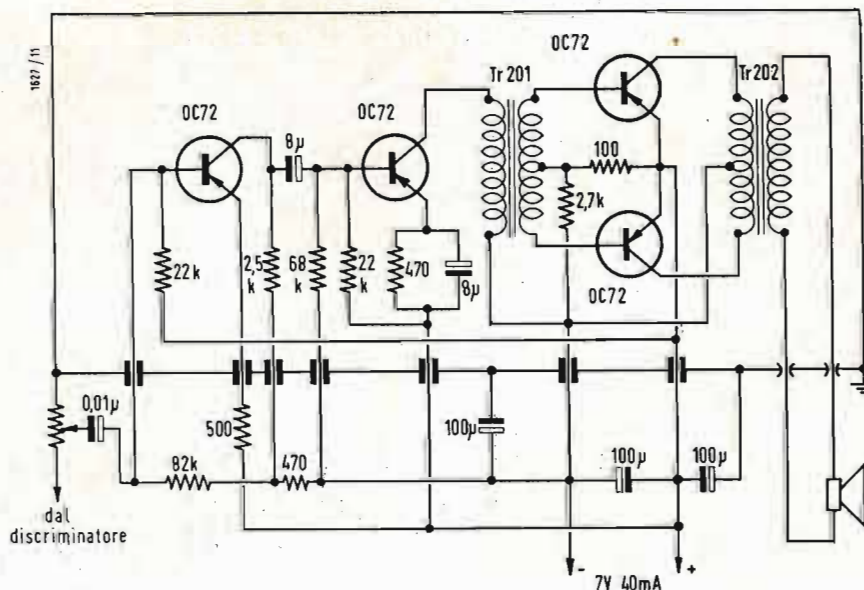 1627/11
OC72
8µ
OC72
Tr 201
OC72
Tr 202
100
2,7k
OC72
22 k
2,5
k
68
k
22
k
470
8µ
0,01µ
500
100µ
82k
470
100µ
100µ
dal
discriminatore
-
+
7V 40mA